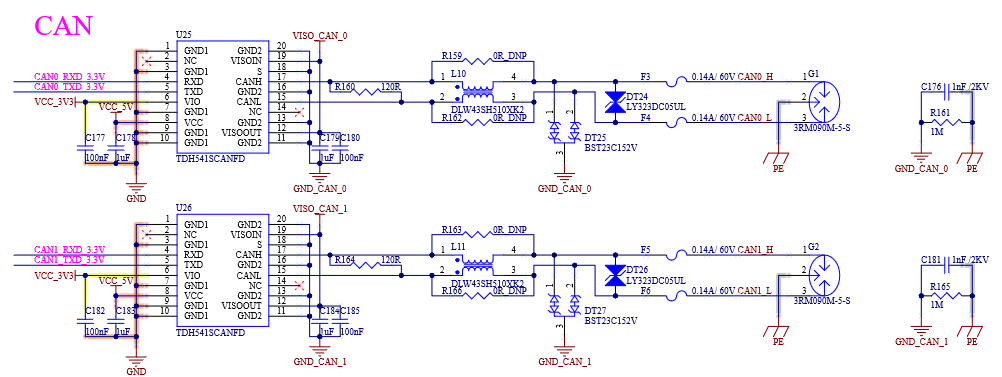 CAN
U25
VISO_CAN_0
1 GND1 GND2 20
2 NC VISOIN 19
3 GND1 S 18
CAN0_RXD_3.3V 4 RXD CANH 17
CAN0_TXD_3.3V 5 TXD GND2 16
VCC_3V3 6 VIO CANL 15
7 GND1 NC 14
VCC_5V 8 VCC GND2 13
9 GND1 VISOOUT 12
10 GND1 GND2 11
C177 100nF
C178 1uF
TDH541SCANFD
C179 1uF
C180 100nF
GND
GND_CAN_0
R160 120R
R159 0R_DNP
L10
1 4
2 3
DLW43SH510XK2
R162 0R_DNP
1 2
3
DT25
BST23C152V
GND_CAN_0
F3 0.14A/ 60V CAN0_H
DT24
LY323DC05UL
F4 0.14A/ 60V CAN0_L
G1
1
2
3
3RM090M-5-S
PE
C176 1nF/2KV
R161
1M
GND_CAN_0
PE
U26
VISO_CAN_1
1 GND1 GND2 20
2 NC VISOIN 19
3 GND1 S 18
CAN1_RXD_3.3V 4 RXD CANH 17
CAN1_TXD_3.3V 5 TXD GND2 16
VCC_3V3 6 VIO CANL 15
7 GND1 NC 14
VCC_5V 8 VCC GND2 13
9 GND1 VISOOUT 12
10 GND1 GND2 11
C182 100nF
C183 1uF
TDH541SCANFD
C184 1uF
C185 100nF
GND
GND_CAN_1
R164 120R
R163 0R_DNP
L11
1 4
2 3
DLW43SH510XK2
R166 0R_DNP
1 2
3
DT27
BST23C152V
GND_CAN_1
F5 0.14A/ 60V CAN1_H
DT26
LY323DC05UL
F6 0.14A/ 60V CAN1_L
G2
1
2
3
3RM090M-5-S
PE
C181 1nF/2KV
R165
1M
GND_CAN_1
PE